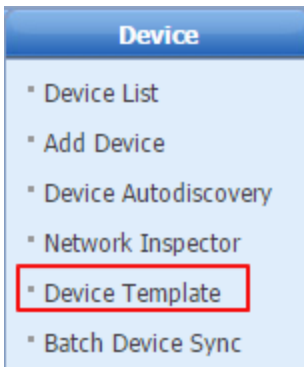 Device
Device List
Add Device
Device Autodiscovery
Network Inspector
Device Template
Batch Device Sync